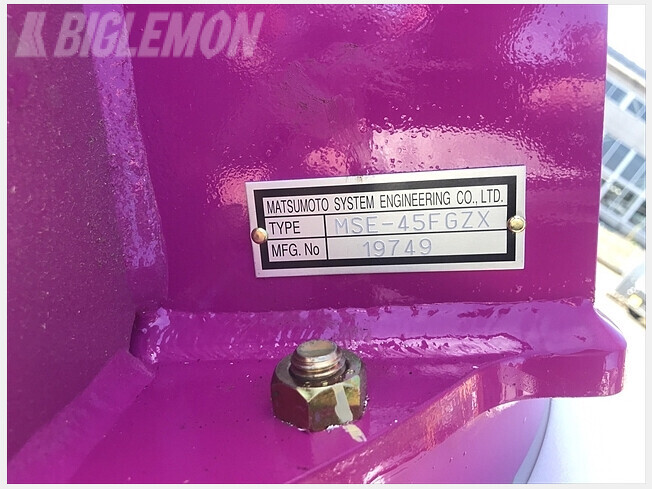 BIGLEMON
MATSUMOTO SYSTEM ENGINEERING CO., LTD.
TYPE MSE-45FGZX
MFG. No 19749